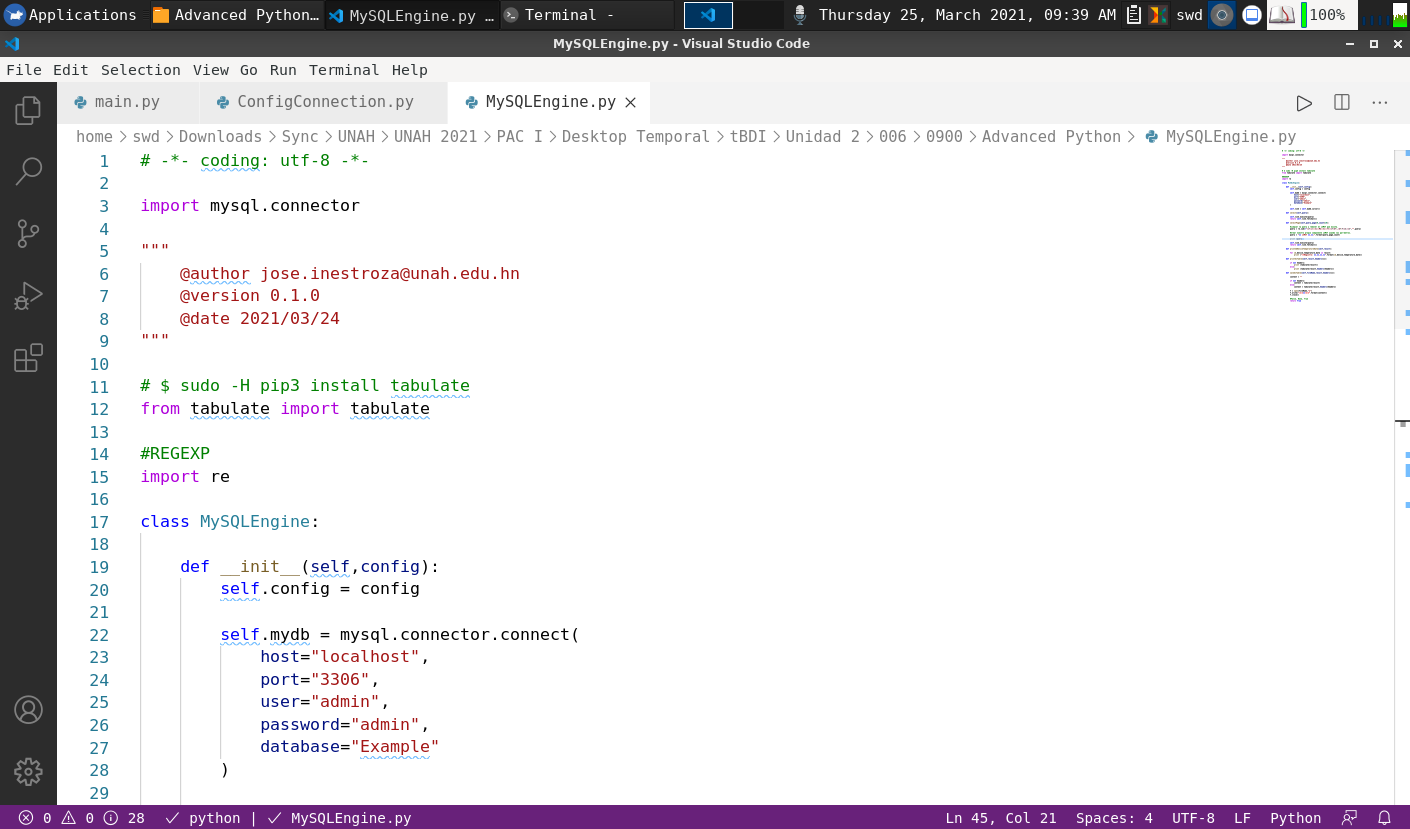 Applications Advanced Python... MySQLEngine.py ... Terminal - Thursday 25, March 2021, 09:39 AM swd 100%
MySQLEngine.py - Visual Studio Code
File Edit Selection View Go Run Terminal Help
main.py ConfigConnection.py MySQLEngine.py
home > swd > Downloads > Sync > UNAH > UNAH 2021 > PAC I > Desktop Temporal > tBDI > Unidad 2 > 006 > 0900 > Advanced Python > MySQLEngine.py
1 # -*- coding: utf-8 -*-
2
3 import mysql.connector
4
5 """
6 @author jose.inestroza@unah.edu.hn
7 @version 0.1.0
8 @date 2021/03/24
9 """
10
11 # $ sudo -H pip3 install tabulate
12 from tabulate import tabulate
13
14 #REGEXP
15 import re
16
17 class MySQLEngine:
18
19 def __init__(self,config):
20 self.config = config
21
22 self.mydb = mysql.connector.connect(
23 host="localhost",
24 port="3306",
25 user="admin",
26 password="admin",
27 database="Example"
28 )
29
0 0 28 python | MySQLEngine.py Ln 45, Col 21 Spaces: 4 UTF-8 LF Python